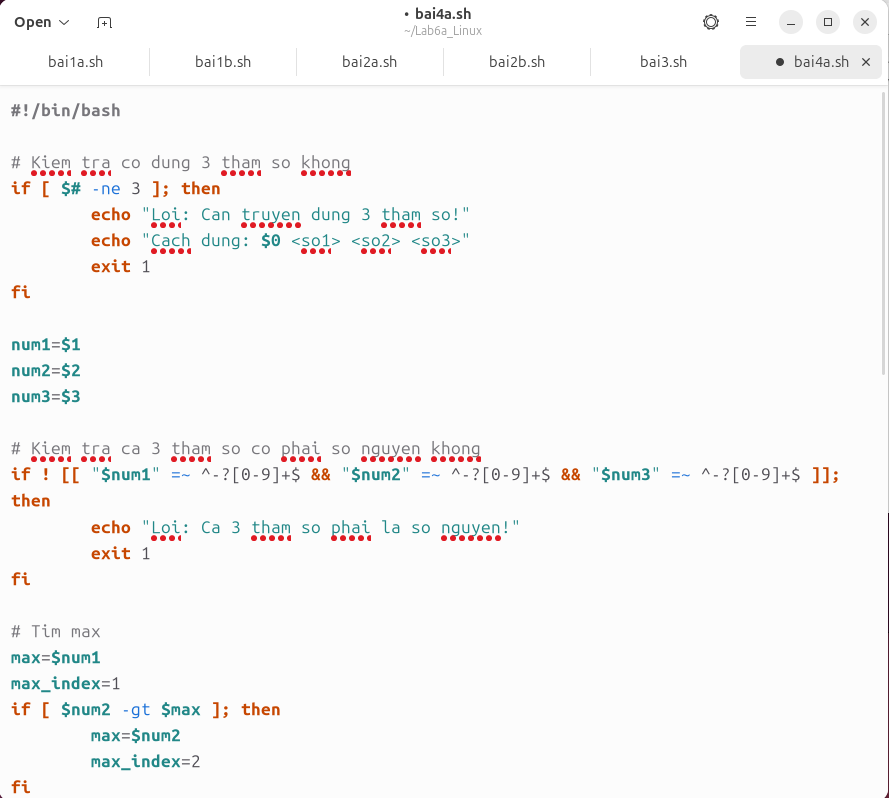 Open
• bai4a.sh
~/Lab6a_Linux
bai1a.sh bai1b.sh bai2a.sh bai2b.sh bai3.sh bai4a.sh
#!/bin/bash
# Kiem tra co dung 3 tham so khong
if [ $# -ne 3 ]; then
echo "Loi: Can truyen dung 3 tham so!"
echo "Cach dung: $0 <so1> <so2> <so3>"
exit 1
fi
num1=$1
num2=$2
num3=$3
# Kiem tra ca 3 tham so co phai so nguyen khong
if ! [[ "$num1" =~ ^-?[0-9]+$ && "$num2" =~ ^-?[0-9]+$ && "$num3" =~ ^-?[0-9]+$ ]];
then
echo "Loi: Ca 3 tham so phai la so nguyen!"
exit 1
fi
# Tim max
max=$num1
max_index=1
if [ $num2 -gt $max ]; then
max=$num2
max_index=2
fi